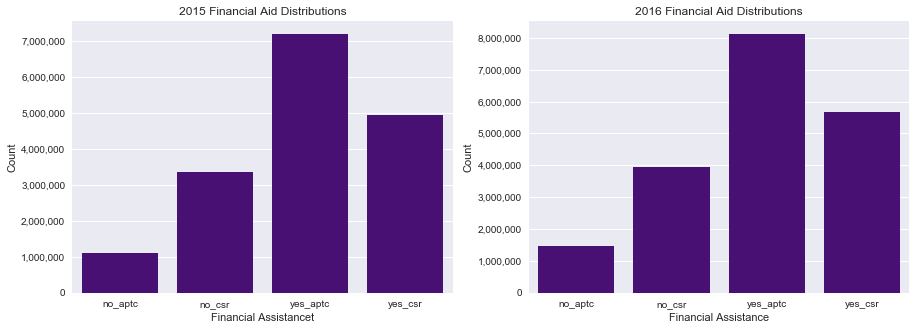 2015 Financial Aid Distributions
Count
7,000,000
6,000,000
5,000,000
4,000,000
3,000,000
2,000,000
1,000,000
0
no_aptc
no_csr
yes_aptc
yes_csr
Financial Assistancet
2016 Financial Aid Distributions
Count
8,000,000
7,000,000
6,000,000
5,000,000
4,000,000
3,000,000
2,000,000
1,000,000
0
no_aptc
no_csr
yes_aptc
yes_csr
Financial Assistance